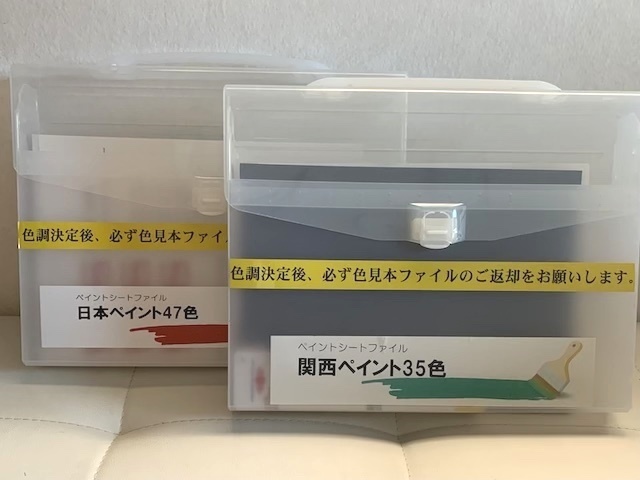 色調決定後、必ず色見本ファイ
ペイントシートファイル
日本ペイント47色
色調決定後、必ず色見本ファイルのご返却をお願いします。
ペイントシートファイル
関西ペイント35色